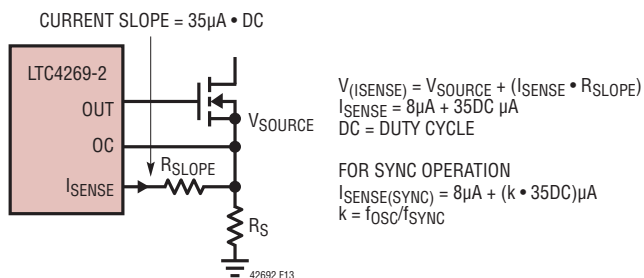 CURRENT SLOPE = 35µA • DC
LTC4269-2
OUT
OC
ISENSE
VSOURCE
RSLOPE
RS
V(ISENSE) = VSOURCE + (ISENSE • RSLOPE)
ISENSE = 8µA + 35DC µA
DC = DUTY CYCLE
FOR SYNC OPERATION
ISENSE(SYNC) = 8µA + (k • 35DC)µA
k = fOSC/fSYNC
42692 F13